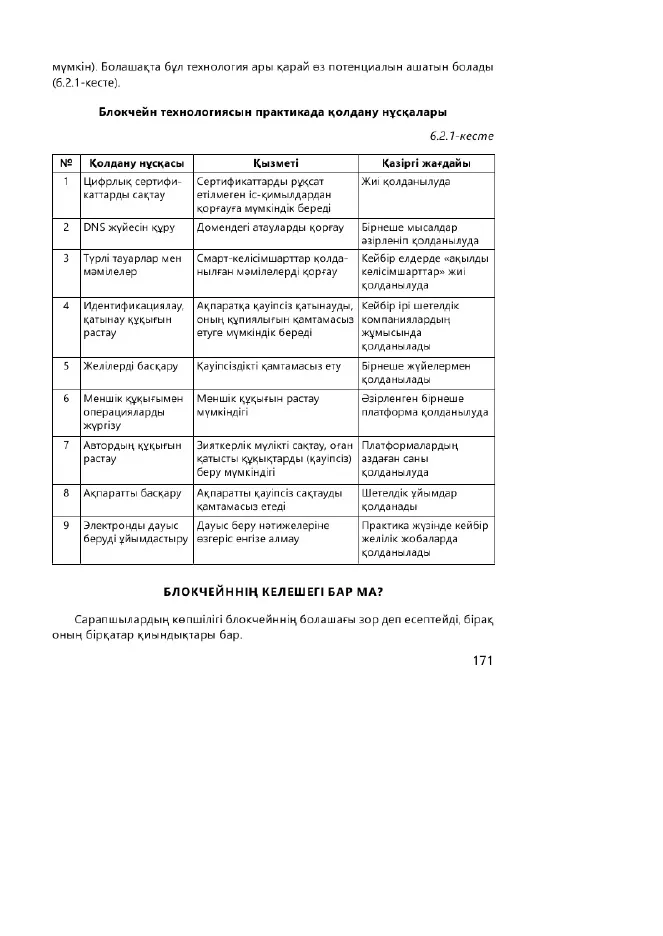 мүмкін). Болашақта бұл технология ары қарай өз потенциалын ашатын болады
(6.2.1-кесте).
Блокчейн технологиясын практикада қолдану нұсқалары
6.2.1-кесте
№ Қолдану нұсқасы Қызметі Қазіргі жағдайы
1 Цифрлық сертифи- Сертификаттарды рұқсат Жиі қолданылуда
каттарды сақтау етілмеген іс-қимылдардан
қорғауға мүмкіндік береді
2 DNS жүйесін құру Домендегі атауларды қорғау Бірнеше мысалдар
әзірленіп қолданылуда
3 Түрлі тауарлар мен Смарт-келісімшарттар қолда- Кейбір елдерде «ақылды
мәмілелер нылған мәмілелерді қорғау келісімшарттар» жиі
қолданылуда
4 Идентификациялау, Ақпаратқа қауіпсіз қатынауды, Кейбір ірі шетелдік
қатынау құқығын оның құпиялығын қамтамасыз компаниялардың
растау етуге мүмкіндік береді жұмысында
қолданылады
5 Желілерді басқару Қауіпсіздікті қамтамасыз ету Бірнеше жүйелермен
қолданылады
6 Меншік құқығымен Меншік құқығын растау Әзірленген бірнеше
операцияларды мүмкіндігі платформа қолданылуда
жүргізу
7 Автордың құқығын Зияткерлік мүлікті сақтау, оған Платформалардың
растау қатысты құқықтарды (қауіпсіз) аздаған саны
беру мүмкіндігі қолданылуда
8 Ақпаратты басқару Ақпаратты қауіпсіз сақтауды Шетелдік ұйымдар
қамтамасыз етеді қолданады
9 Электронды дауыс Дауыс беру нәтижелеріне Практика жүзінде кейбір
беруді ұйымдастыру өзгеріс енгізе алмау желілік жобаларда
қолданылады
БЛОКЧЕЙННІҢ КЕЛЕШЕГІ БАР МА?
Сарапшылардың көпшілігі блокчейннің болашағы зор деп есептейді, бірақ
оның бірқатар қиындықтары бар.
171